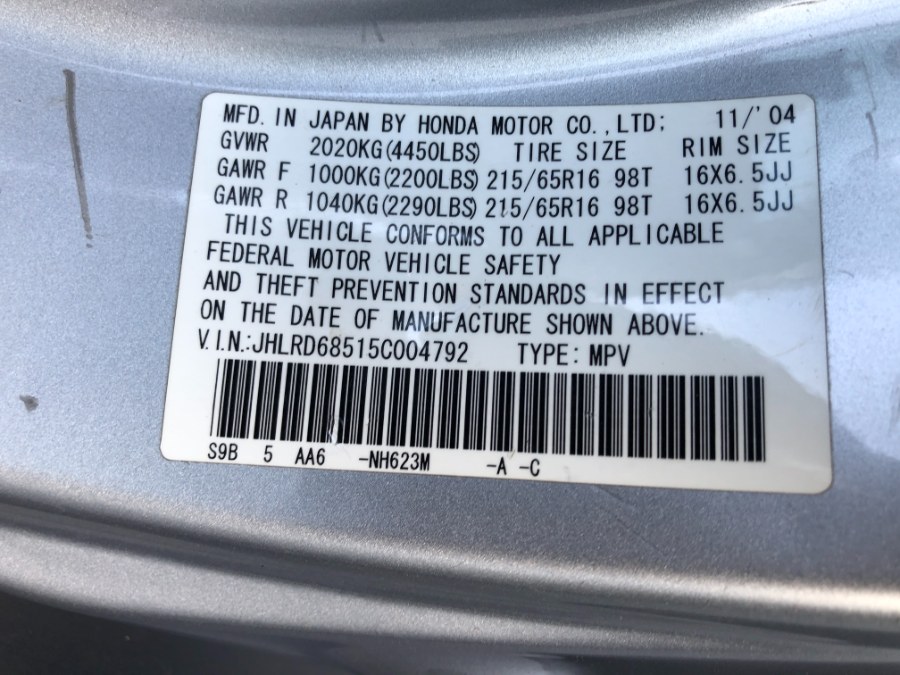 MFD. IN JAPAN BY HONDA MOTOR CO.,LTD; 11/'04
GVWR 2020KG(4450LBS) TIRE SIZE RIM SIZE
GAWR F 1000KG(2200LBS) 215/65R16 98T 16X6.5JJ
GAWR R 1040KG(2290LBS) 215/65R16 98T 16X6.5JJ
THIS VEHICLE CONFORMS TO ALL APPLICABLE
FEDERAL MOTOR VEHICLE SAFETY
AND THEFT PREVENTION STANDARDS IN EFFECT
ON THE DATE OF MANUFACTURE SHOWN ABOVE.
V.I.N.:JHLRD68515C004792 TYPE: MPV
S9B 5 AA6 -NH623M -A -C